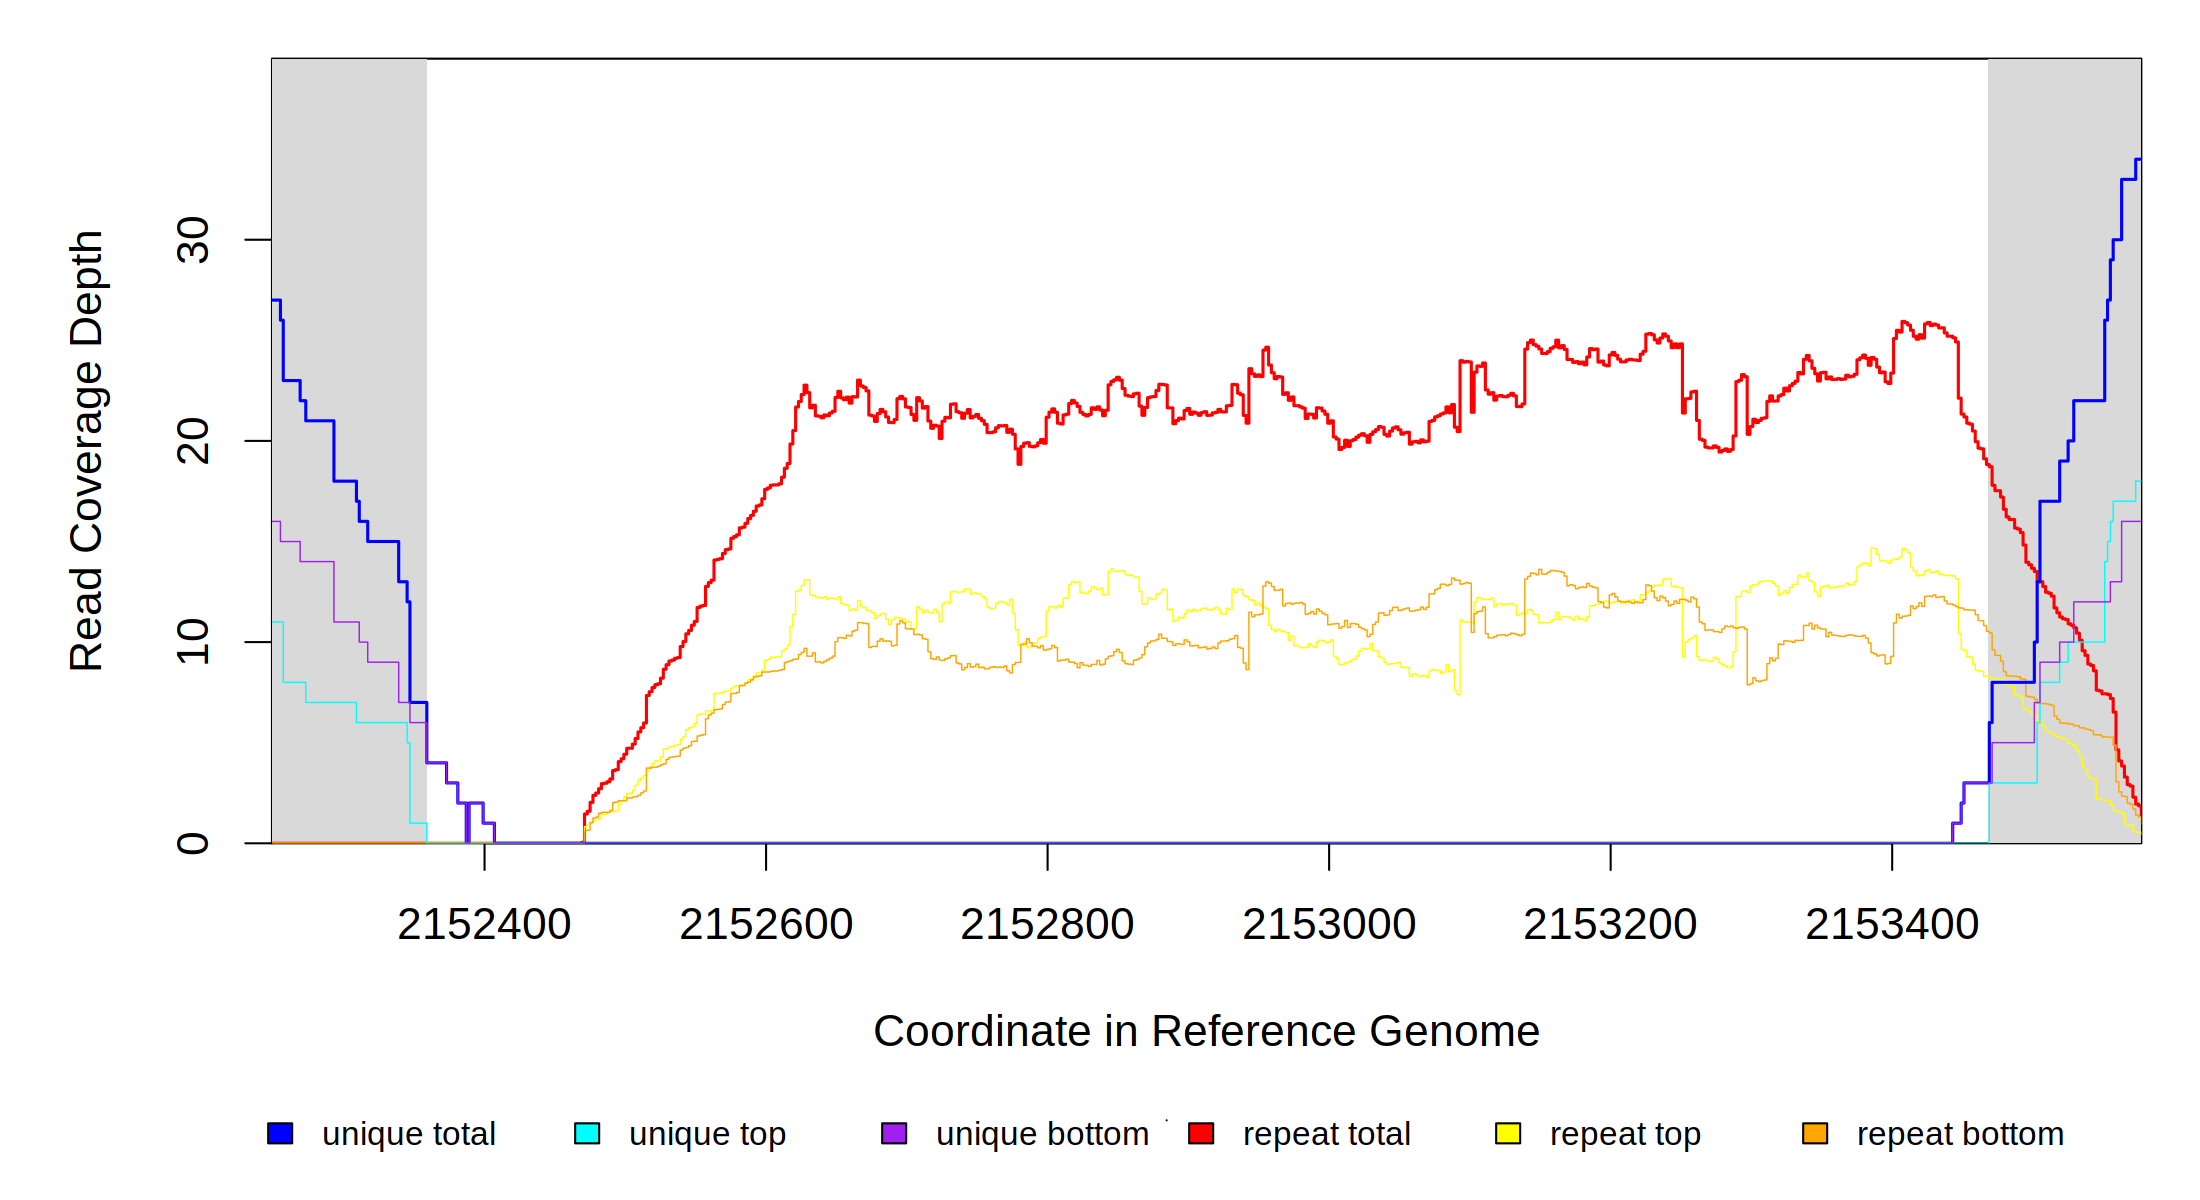 Read Coverage Depth
30
20
10
0
2152400 2152600 2152800 2153000 2153200 2153400
Coordinate in Reference Genome
unique total unique top unique bottom repeat total repeat top repeat bottom